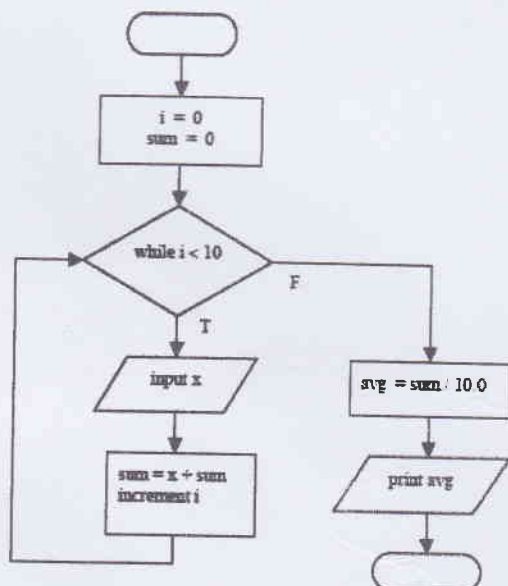 i = 0
sum = 0
while i < 10
F
T
input x
sum = x + sum
increment i
avg = sum / 10.0
print avg